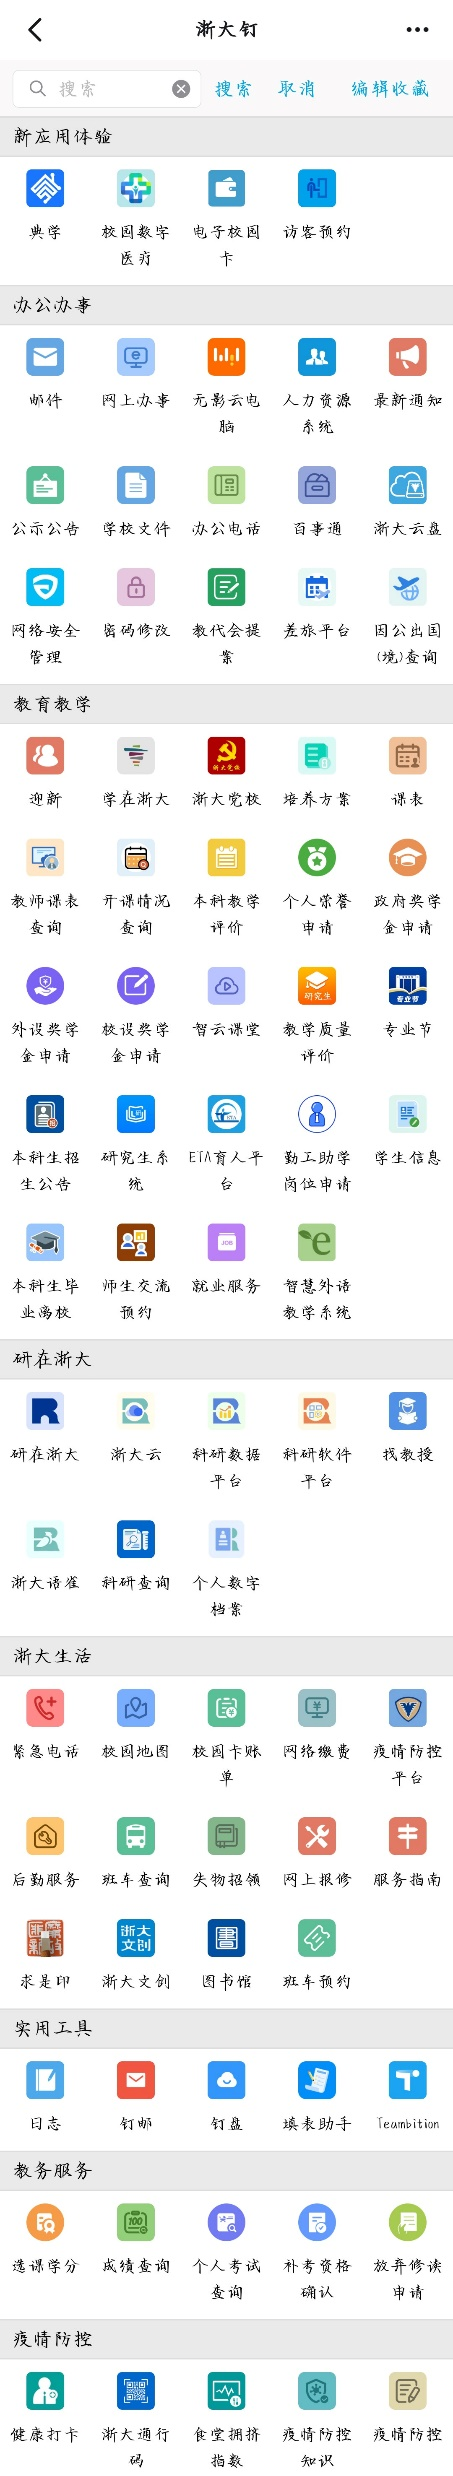 浙大钉
搜索 搜索 取消 编辑收藏
新应用体验
典学 校园数字医疗 电子校园卡 访客预约
办公办事
邮件 网上办事 无影云电脑 人力资源系统 最新通知
公示公告 学校文件 办公电话 百事通 浙大云盘
网络安全管理 密码修改 教代会提案 差旅平台 因公出国(境)查询
教育教学
浙大党校
迎新 学在浙大 浙大党校 培养方案 课表
教师课表查询 开课情况查询 本科教学评价 个人荣誉申请 政府奖学金申请
研究生 专业节
外设奖学金申请 校设奖学金申请 智云课堂 教学质量评价 专业节
ETA
本科生招生公告 研究生系统 ETA育人平台 勤工助学岗位申请 学生信息
JOB e
本科生毕业离校 师生交流预约 就业服务 智慧外语教学系统
研在浙大
研在浙大 浙大云 科研数据平台 科研软件平台 找教授
浙大语雀 科研查询 个人数字档案
浙大生活
紧急电话 校园地图 校园卡账单 网络缴费 疫情防控平台
后勤服务 班车查询 失物招领 网上报修 服务指南
浙大文创 書
求是印 浙大文创 图书馆 班车预约
实用工具
日志 钉邮 钉盘 填表助手 Teambition
教务服务
100
选课学分 成绩查询 个人考试查询 补考资格确认 放弃修读申请
疫情防控
健康打卡 浙大通行码 食堂拥挤指数 疫情防控知识 疫情防控